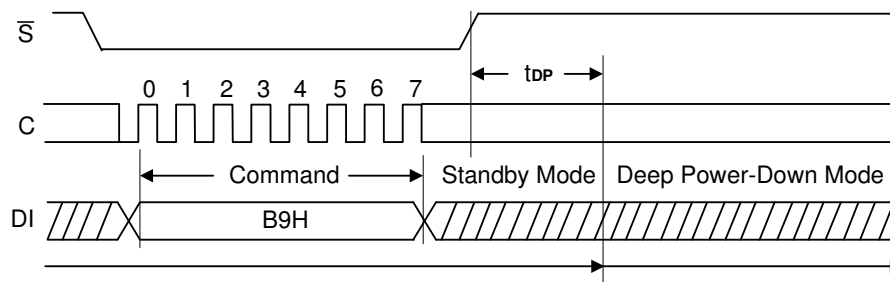 S̅
tDP
0 1 2 3 4 5 6 7
C
Command Standby Mode Deep Power-Down Mode
DI B9H